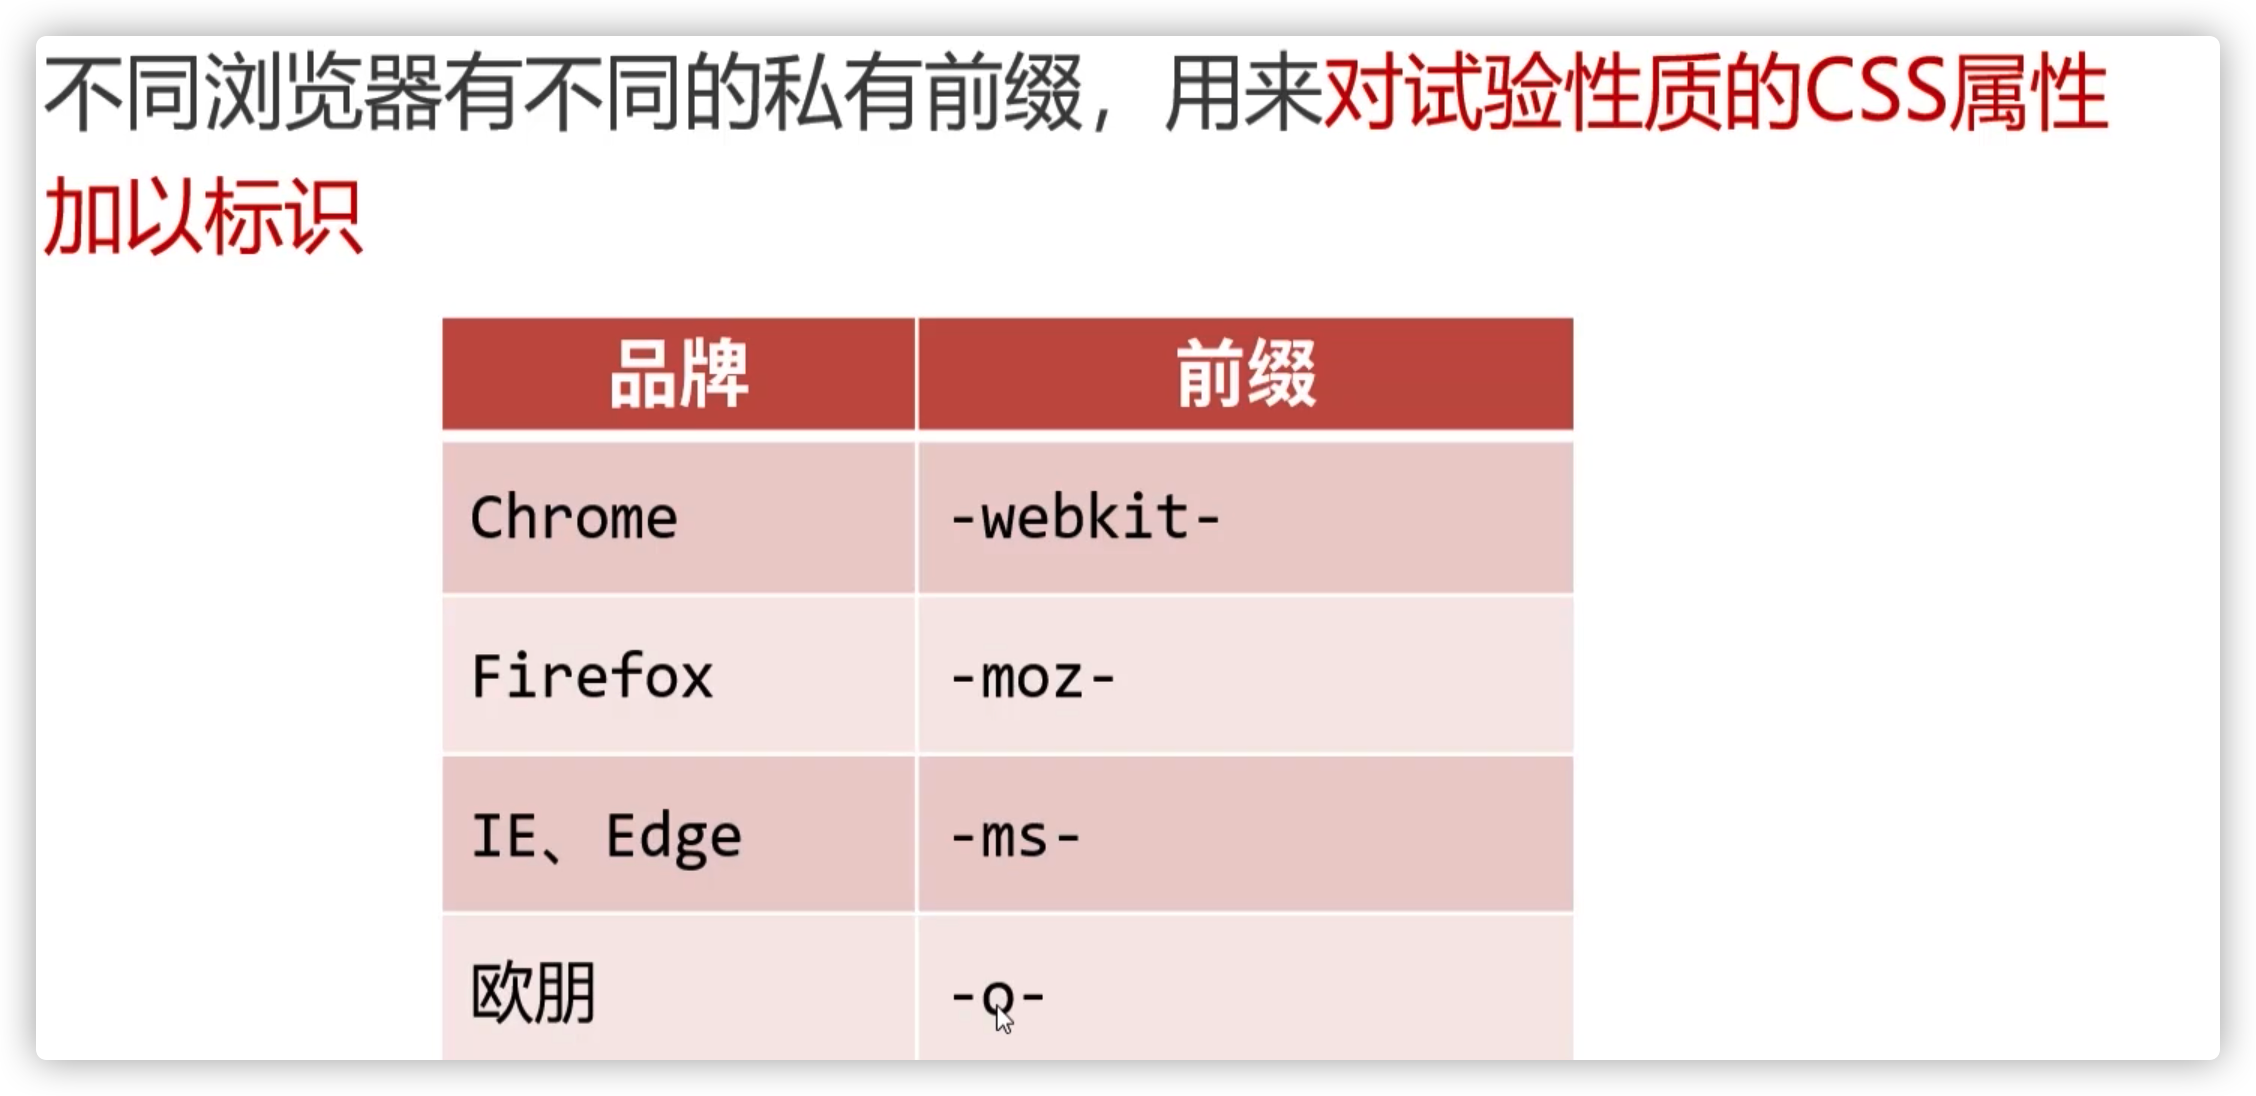 不同浏览器有不同的私有前缀，用来对试验性质的CSS属性
加以标识
品牌 前缀
Chrome -webkit-
Firefox -moz-
IE、Edge -ms-
欧朋 -o-